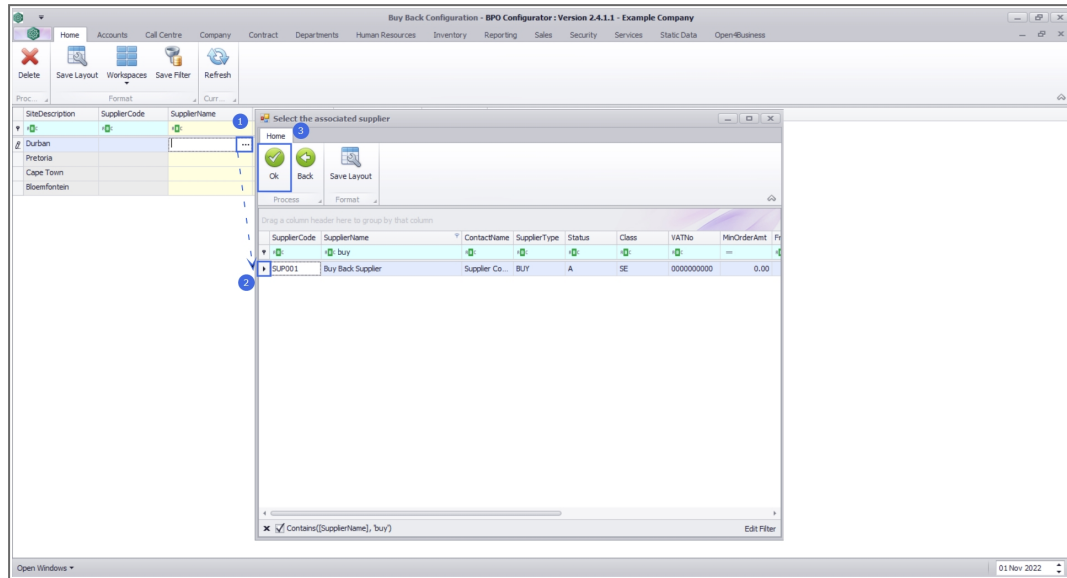 Buy Back Configuration - BPO Configurator : Version 2.4.1.1 - Example Company
Home Accounts Call Centre Company Contract Departments Human Resources Inventory Reporting Sales Security Services Static Data Open4Business
Delete Save Layout Workspaces Save Filter Refresh
Proc... Format Curr...
SiteDescription SupplierCode SupplierName
1
Durban ...
Pretoria
Cape Town
Bloemfontein
Select the associated supplier
Home 3
Ok Back Save Layout
Process Format
Drag a column header here to group by that column
SupplierCode SupplierName ContactName SupplierType Status Class VATNo MinOrderAmt Fr
buy =
SUP001 Buy Back Supplier Supplier Co... BUY A SE 0000000000 0.00
2
Contains([SupplierName], 'buy') Edit Filter
Open Windows 01 Nov 2022